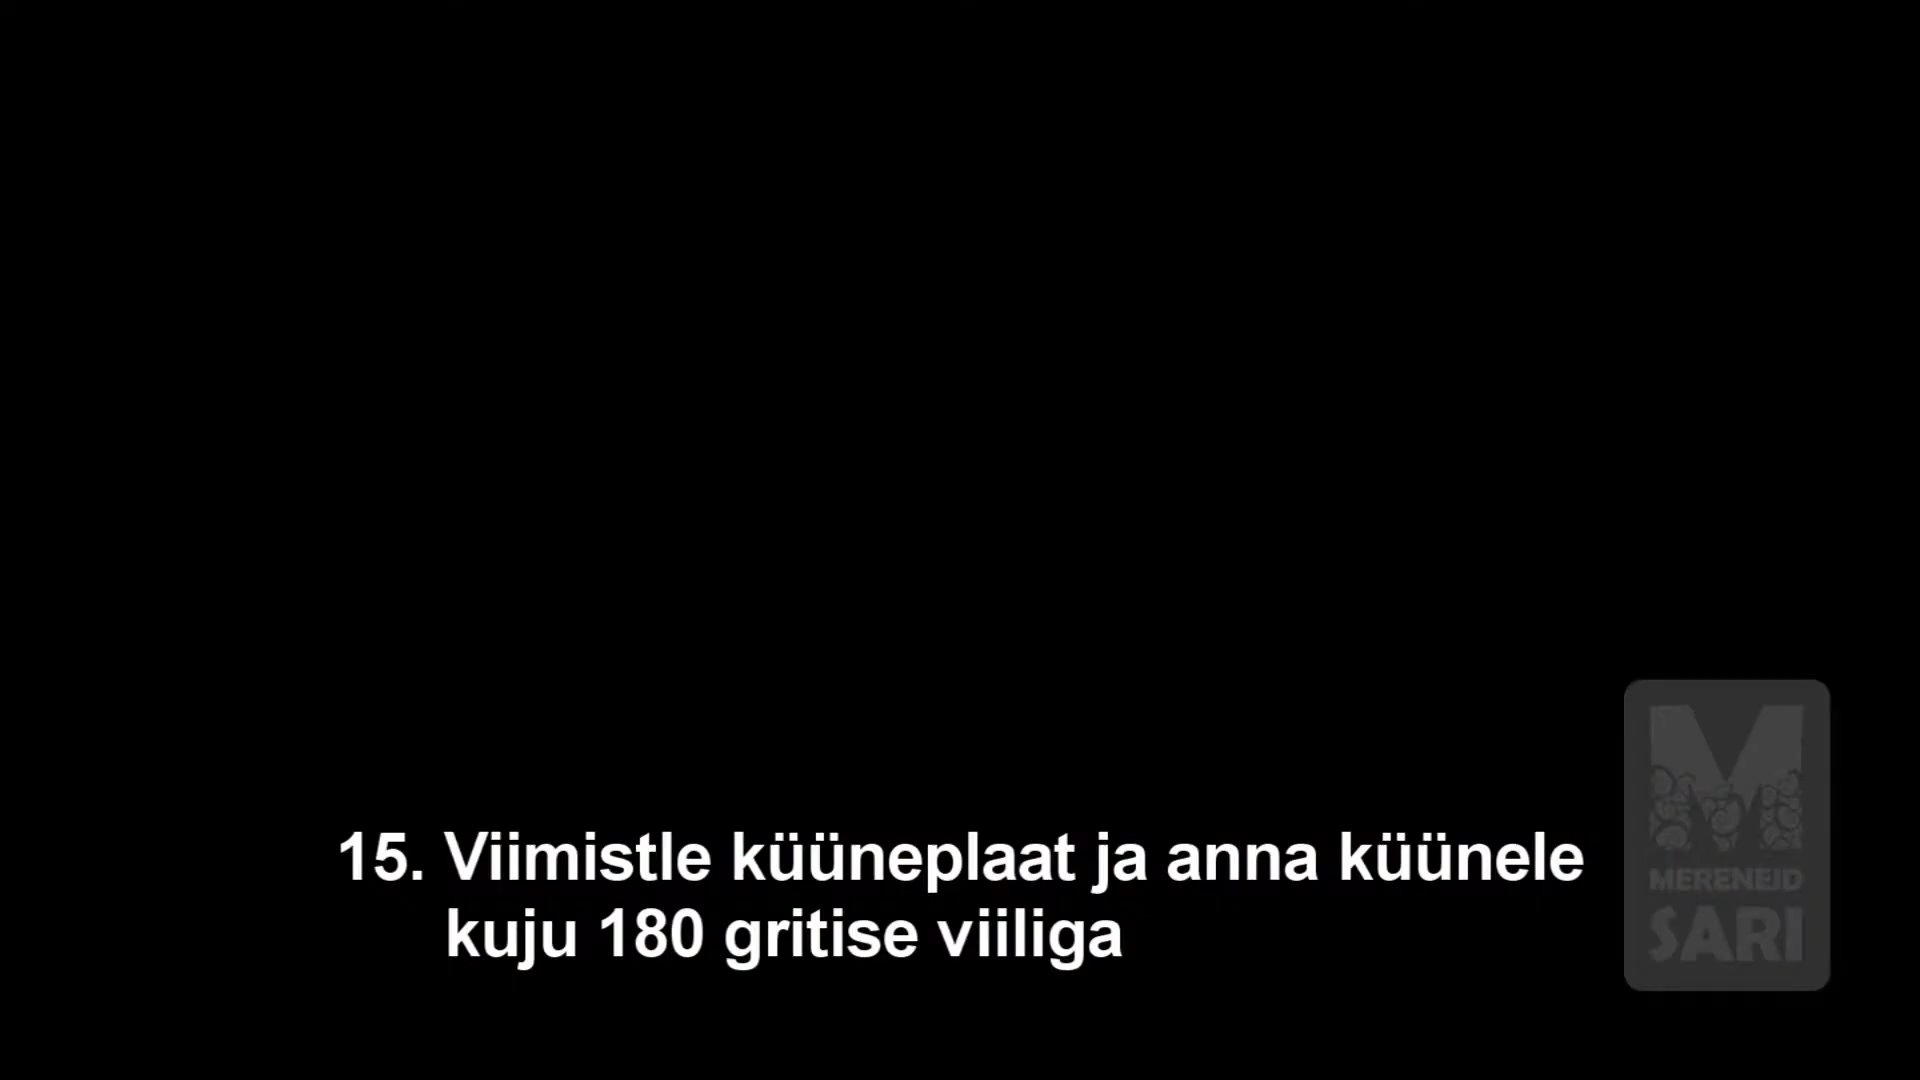 15. Viimistle küüneplaat ja anna küünele
kuju 180 gritise viiliga
M
MERENEID
SARI